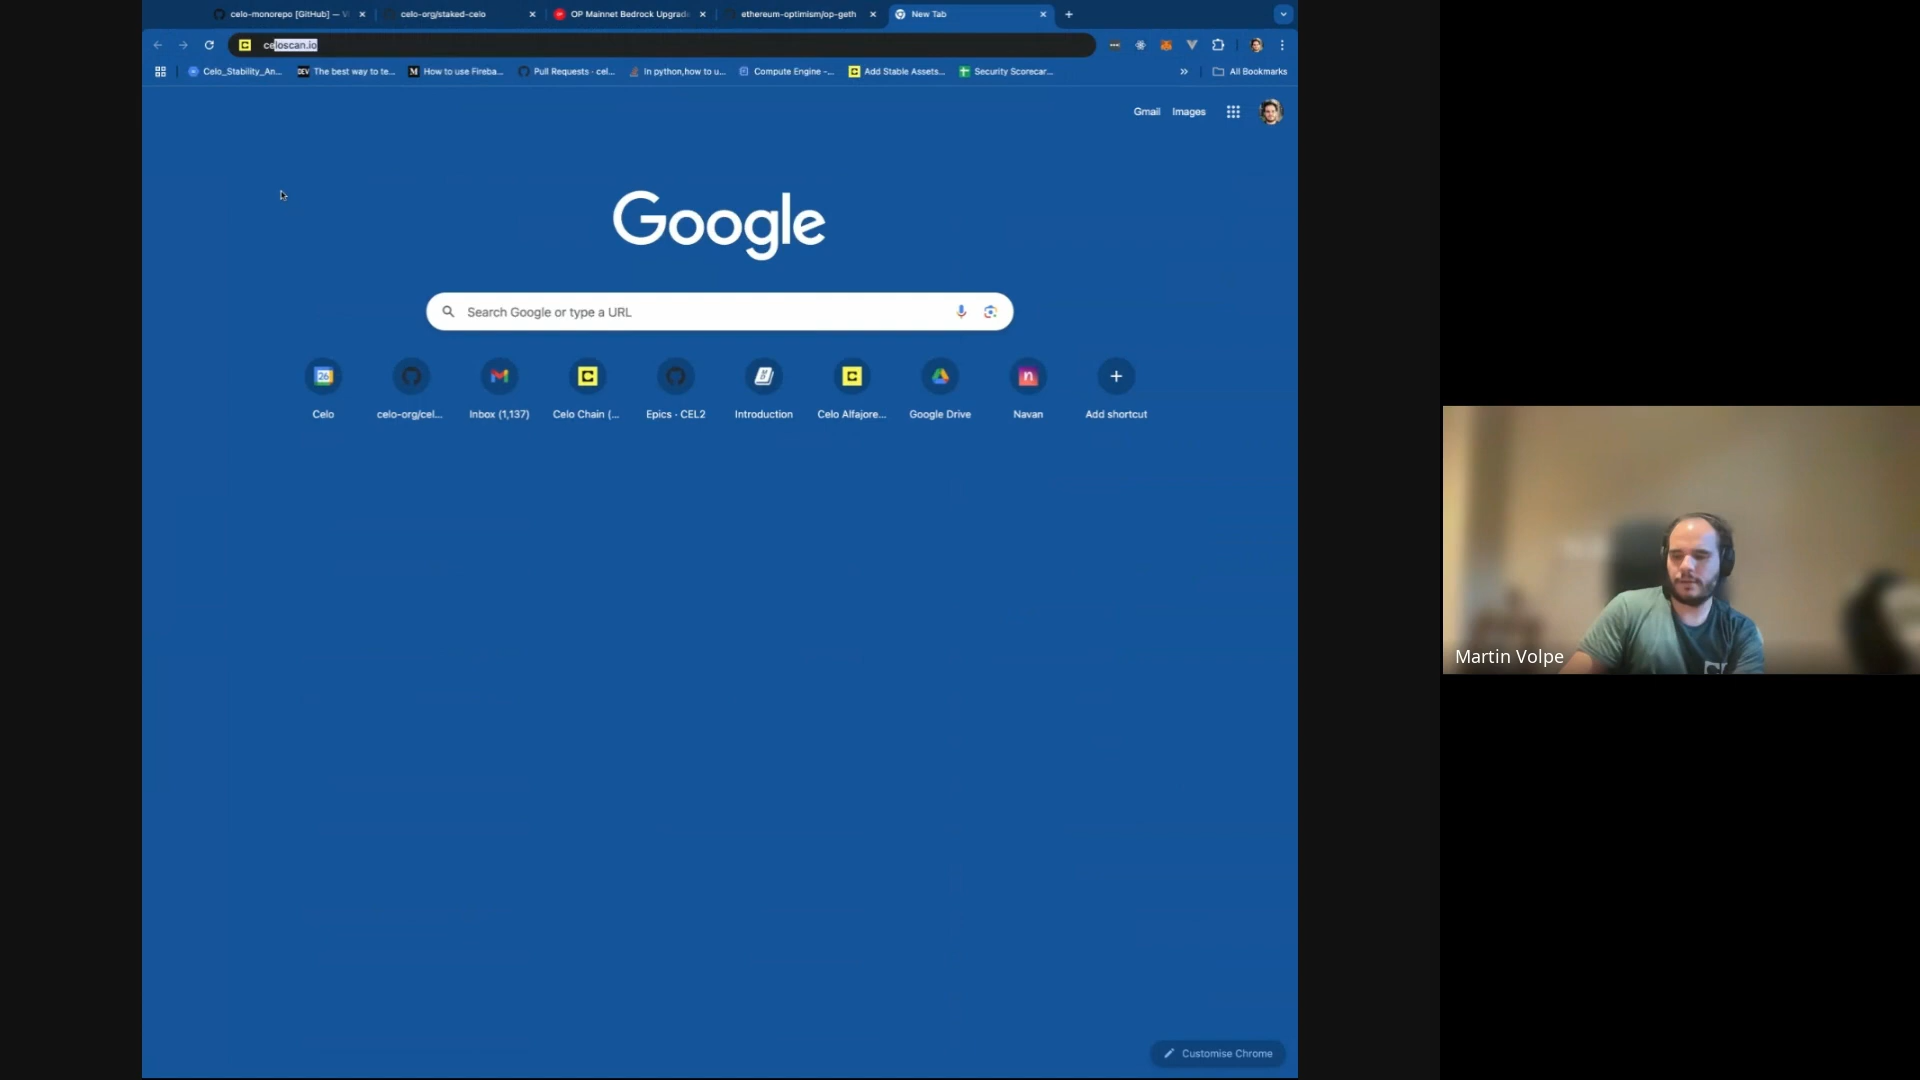 celo-monorepo [GitHub] — V
celo-org/staked-celo
OP Mainnet Bedrock Upgrade
ethereum-optimism/op-geth
New Tab
celoscan.io
Celo_Stability_An...
The best way to te...
How to use Fireba...
Pull Requests · cel...
In python,how to u...
Compute Engine -...
Add Stable Assets...
Security Scorecar...
All Bookmarks
Gmail
Images
Google
Search Google or type a URL
Celo
celo-org/cel...
Inbox (1,137)
Celo Chain (...
Epics · CEL2
Introduction
Celo Alfajore...
Google Drive
Navan
Add shortcut
Martin Volpe
Customise Chrome